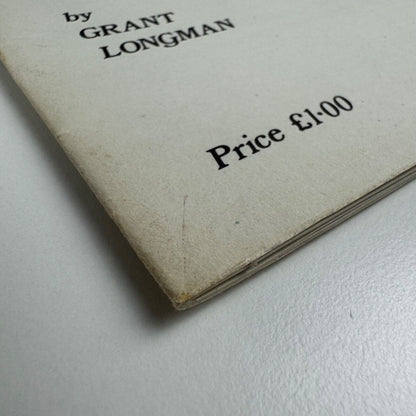 by
GRANT
LONGMAN
Price £1·00